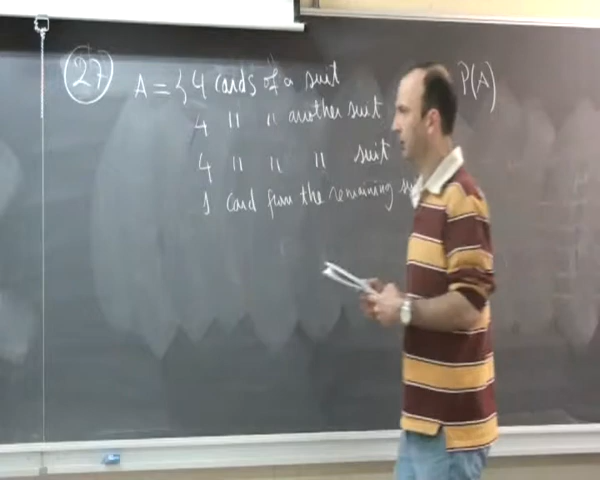 27 A = { 4 cards of a suit P(A)
4 " " another suit
4 " " " suit
1 card from the remaining